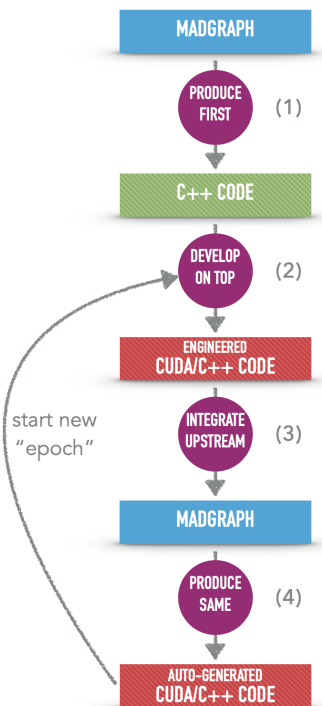 MADGRAPH
PRODUCE
FIRST
(1)
C++ CODE
DEVELOP
ON TOP
(2)
ENGINEERED
CUDA/C++ CODE
start new
"epoch"
INTEGRATE
UPSTREAM
(3)
MADGRAPH
PRODUCE
SAME
(4)
AUTO-GENERATED
CUDA/C++ CODE